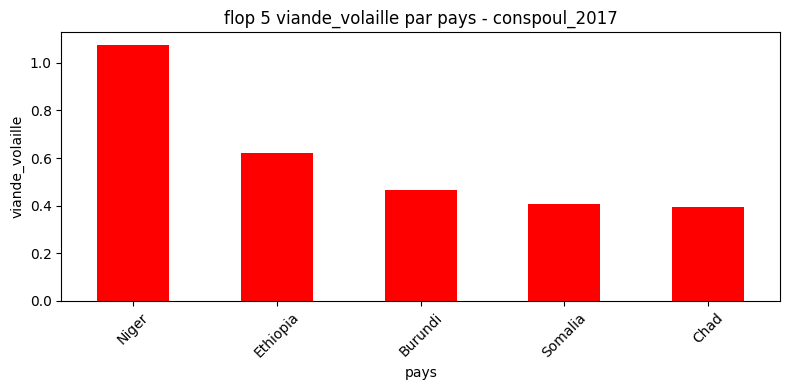 flop 5 viande_volaille par pays - conspoul_2017
viande_volaille
1.0
0.8
0.6
0.4
0.2
0.0
Niger
Ethiopia
Burundi
Somalia
Chad
pays